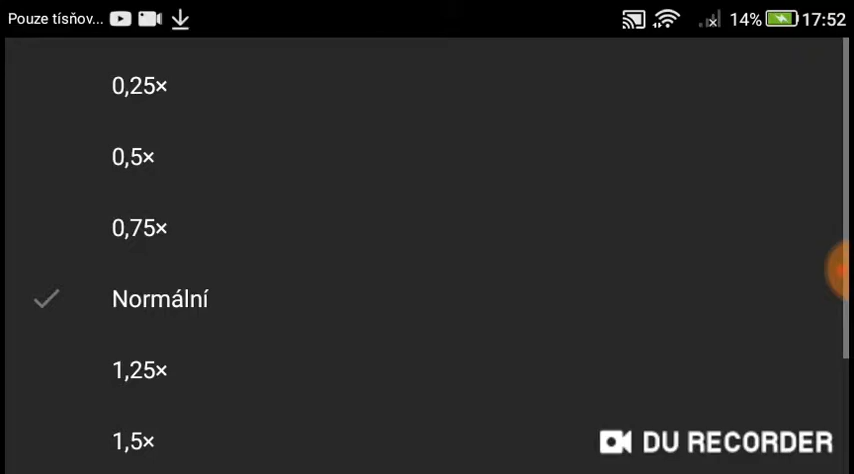 Pouze tísňov... 14% 17:52
0,25×
0,5×
0,75×
Normální
1,25×
1,5×
DU RECORDER